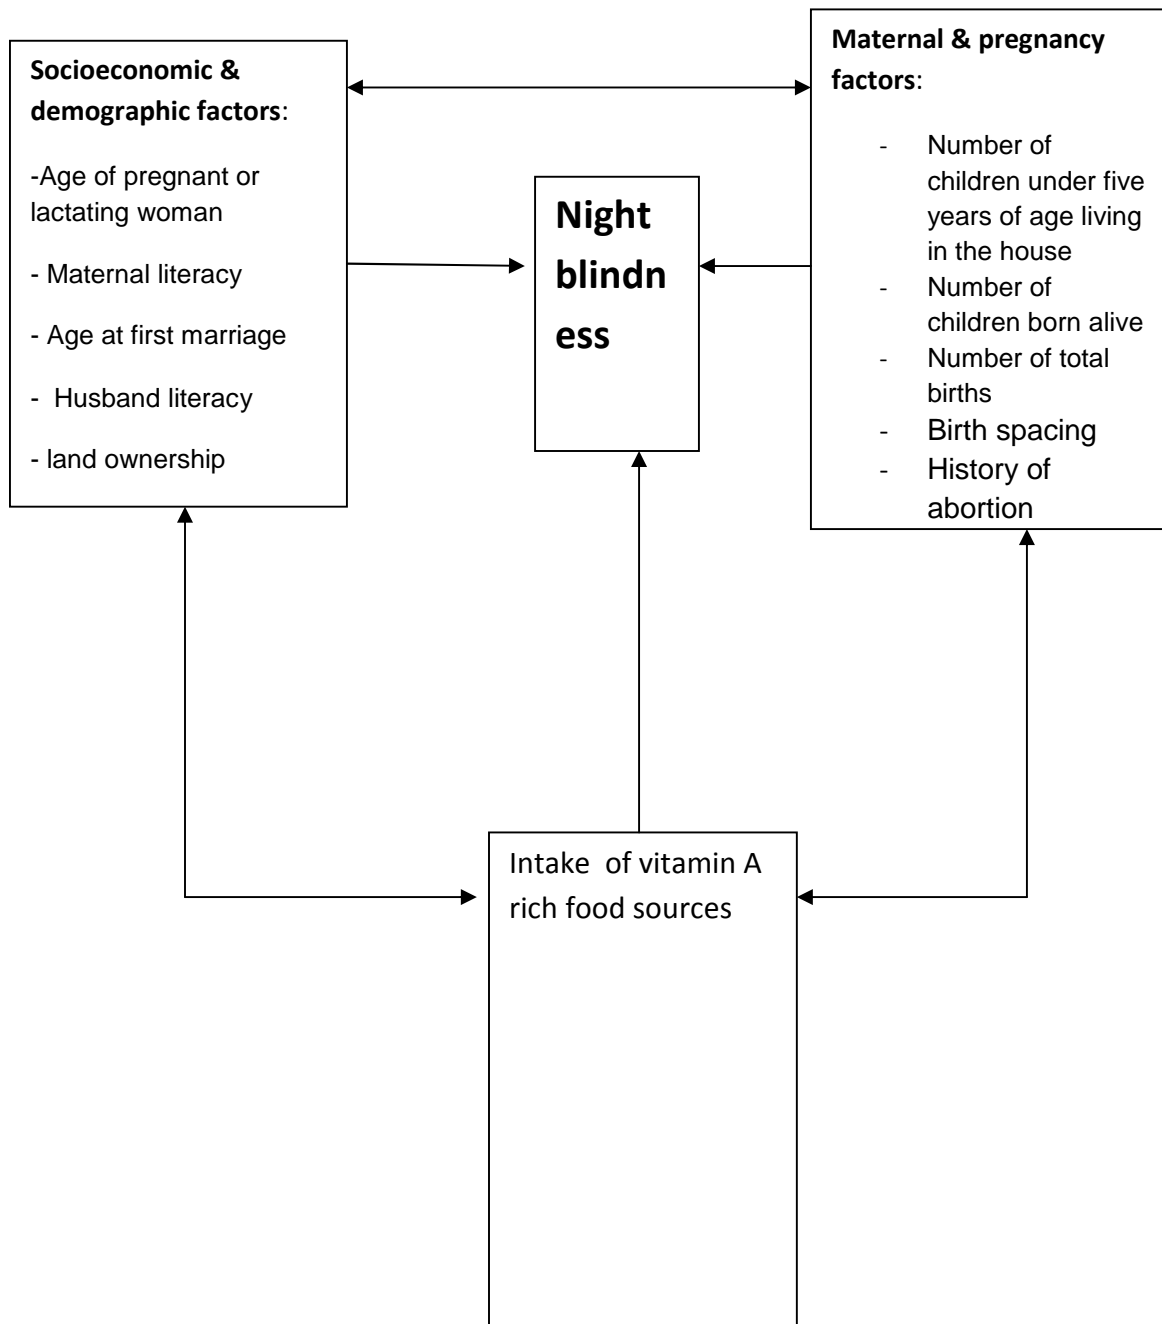 Socioeconomic &
demographic factors:
-Age of pregnant or
lactating woman
- Maternal literacy
- Age at first marriage
- Husband literacy
- land ownership
Night
blindn
ess
Maternal & pregnancy
factors:
- Number of
children under five
years of age living
in the house
- Number of
children born alive
- Number of total
births
- Birth spacing
- History of
abortion
Intake of vitamin A
rich food sources